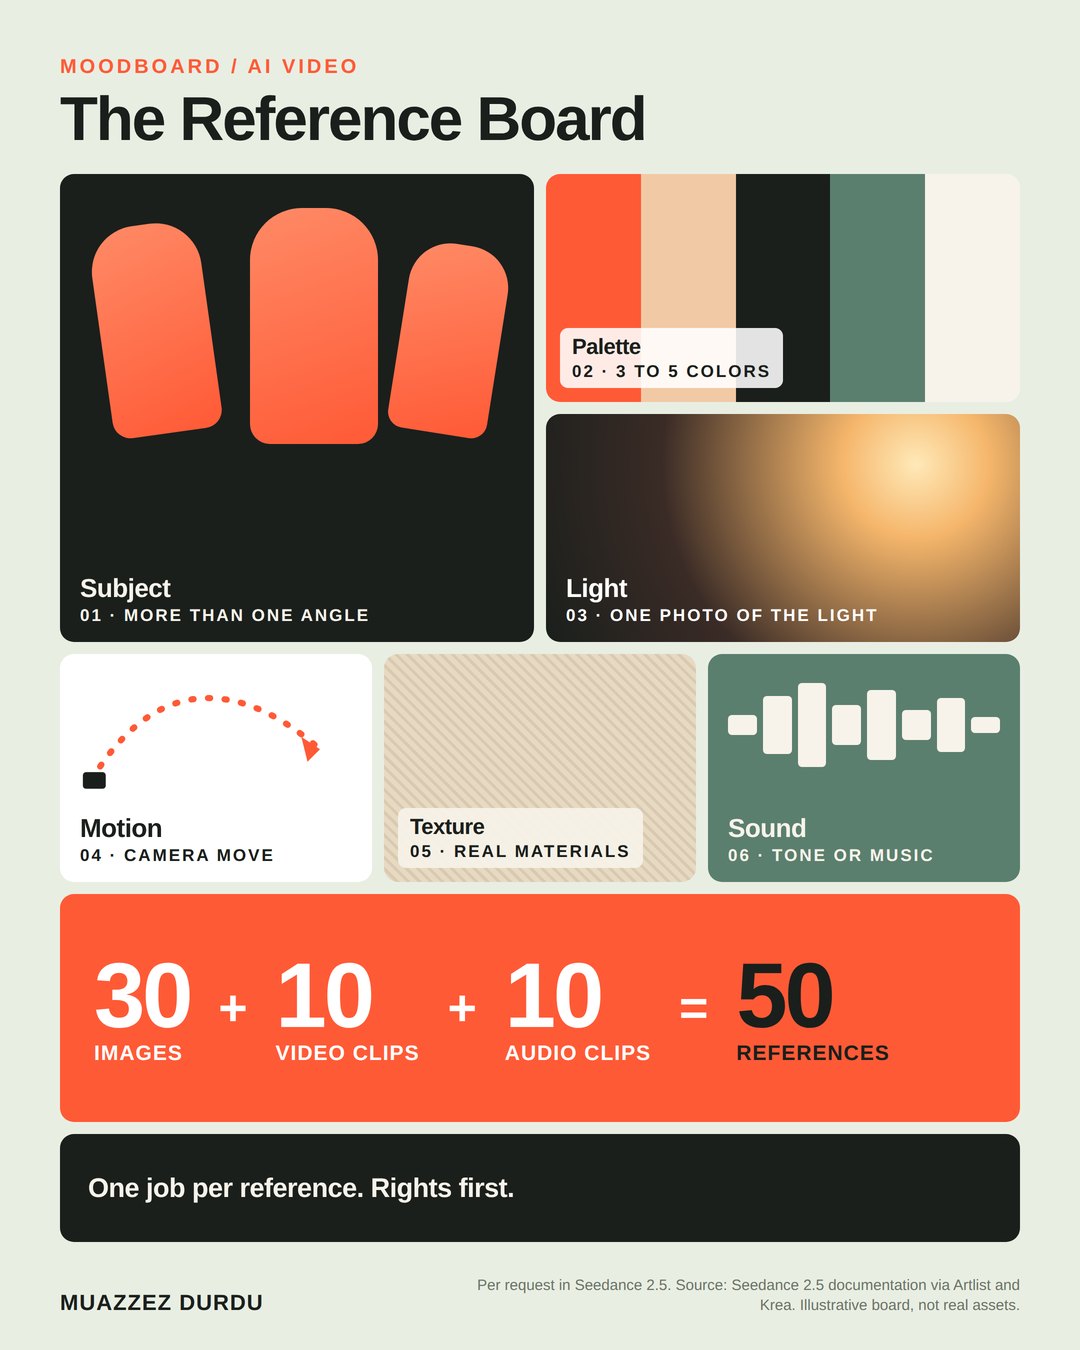 MOODBOARD / AI VIDEO
The Reference Board
Subject
01 · MORE THAN ONE ANGLE
Palette
02 · 3 TO 5 COLORS
Light
03 · ONE PHOTO OF THE LIGHT
Motion
04 · CAMERA MOVE
Texture
05 · REAL MATERIALS
Sound
06 · TONE OR MUSIC
30 + 10 + 10 = 50
IMAGES VIDEO CLIPS AUDIO CLIPS REFERENCES
One job per reference. Rights first.
MUAZZEZ DURDU
Per request in Seedance 2.5. Source: Seedance 2.5 documentation via Artlist and
Krea. Illustrative board, not real assets.